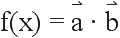 f(x) = a⃗ · b⃗